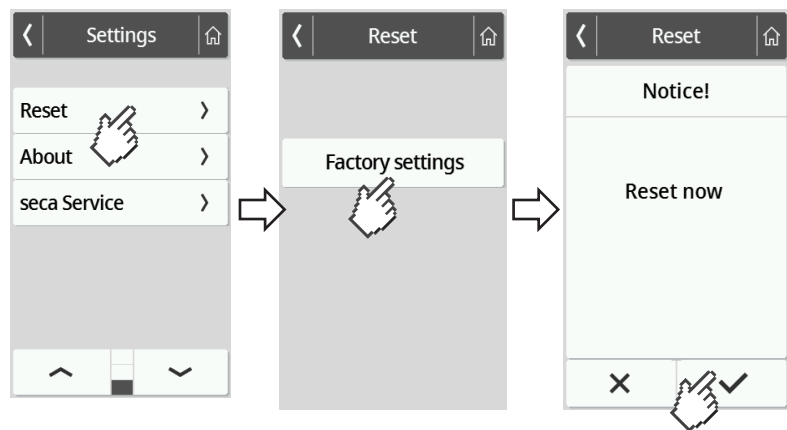 Settings
Reset
About
seca Service
Reset
Factory settings
Reset
Notice!
Reset now